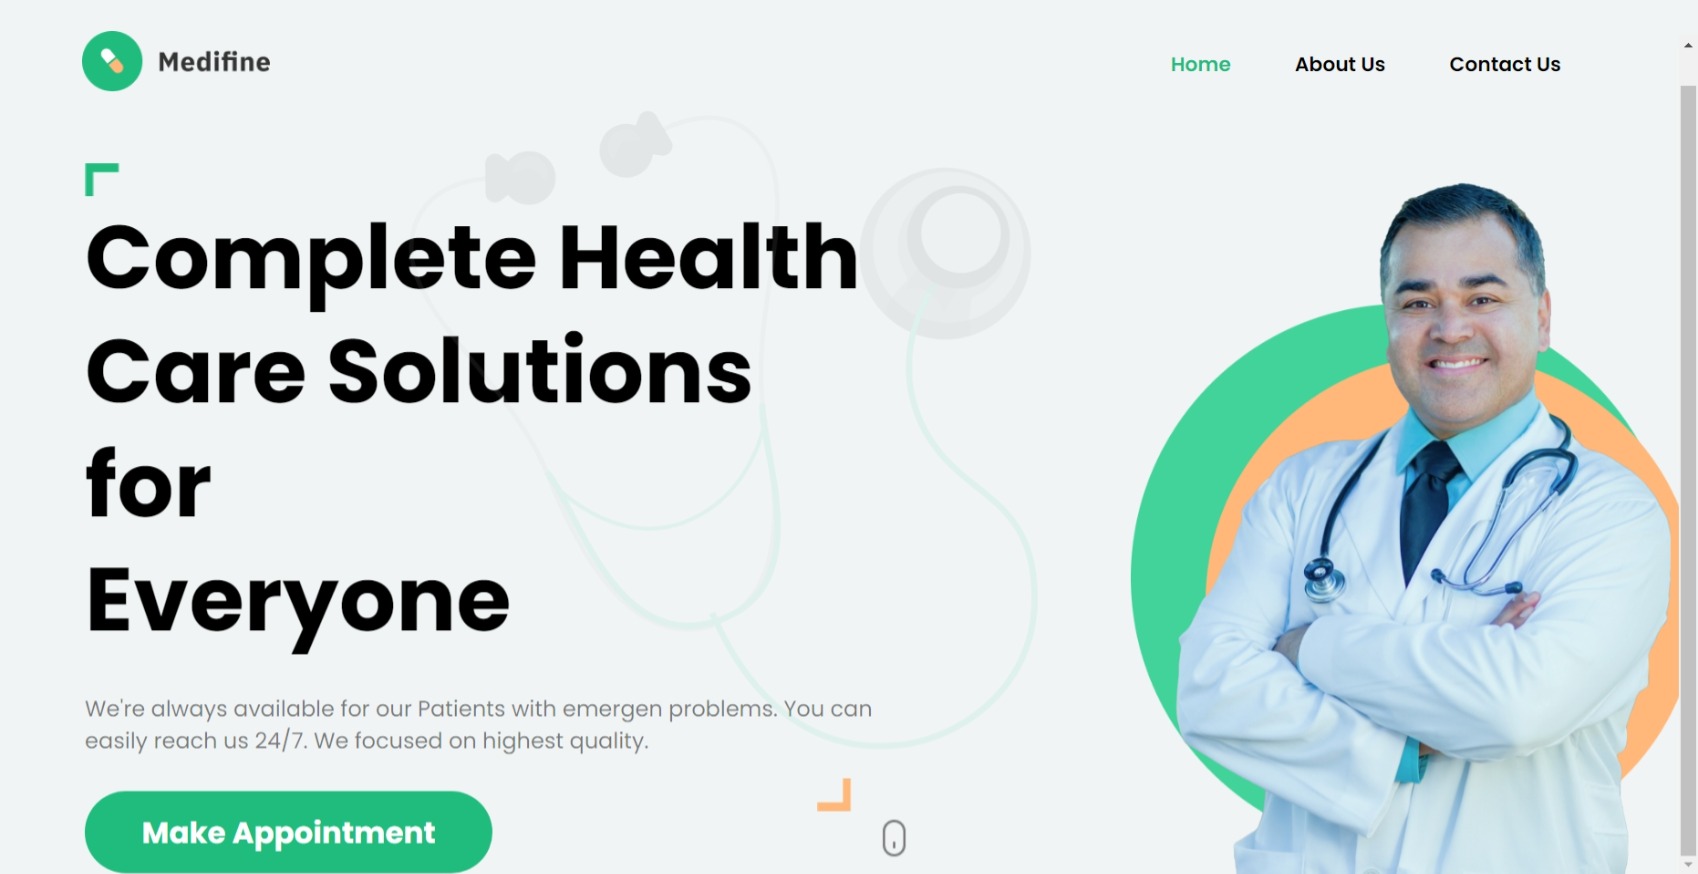 Medifine
Home
About Us
Contact Us
Complete Health
Care Solutions
for
Everyone
We're always available for our Patients with emergen problems. You can
easily reach us 24/7. We focused on highest quality.
Make Appointment